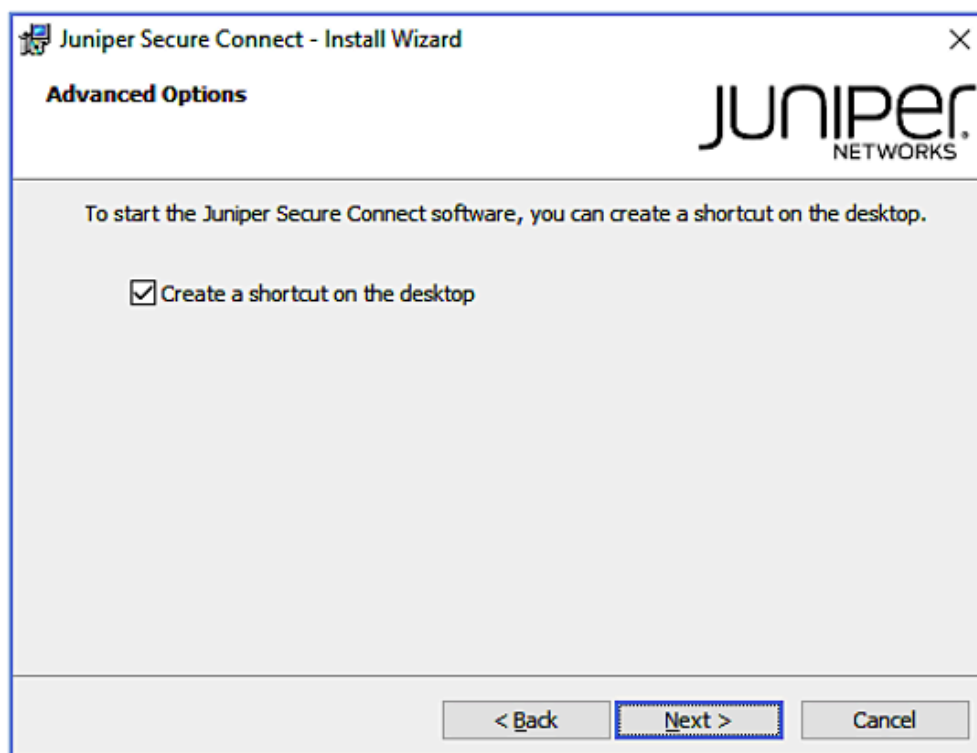 Juniper Secure Connect - Install Wizard
Advanced Options
JUNIPEr
NETWORKS
To start the Juniper Secure Connect software, you can create a shortcut on the desktop.
Create a shortcut on the desktop
< Back
Next >
Cancel